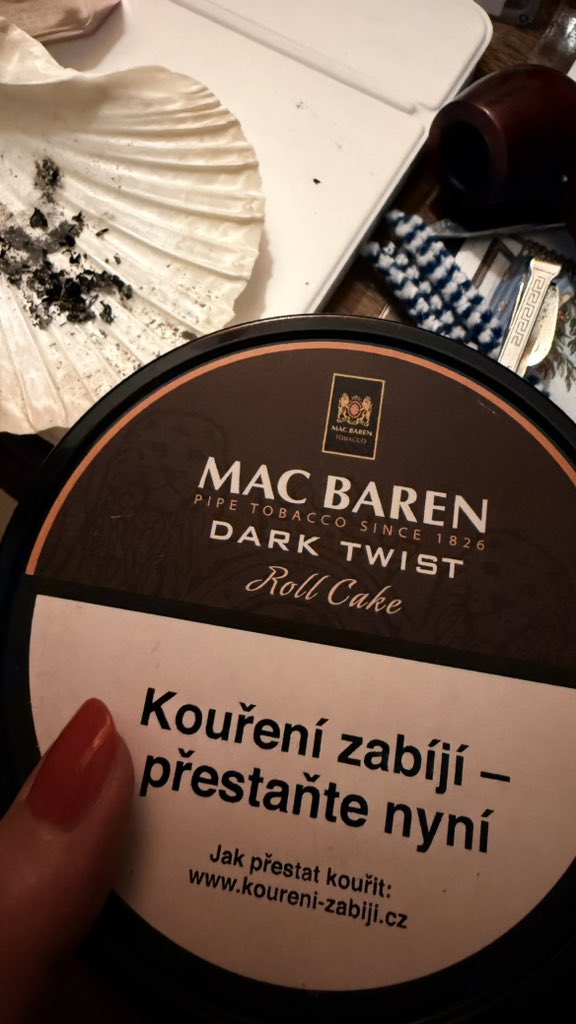 MAC BAREN
TOBACCO
MAC BAREN
PIPE TOBACCO SINCE 1826
DARK TWIST
Roll Cake
Kouření zabíjí –
přestaňte nyní
Jak přestat kouřit:
www.koureni-zabiji.cz